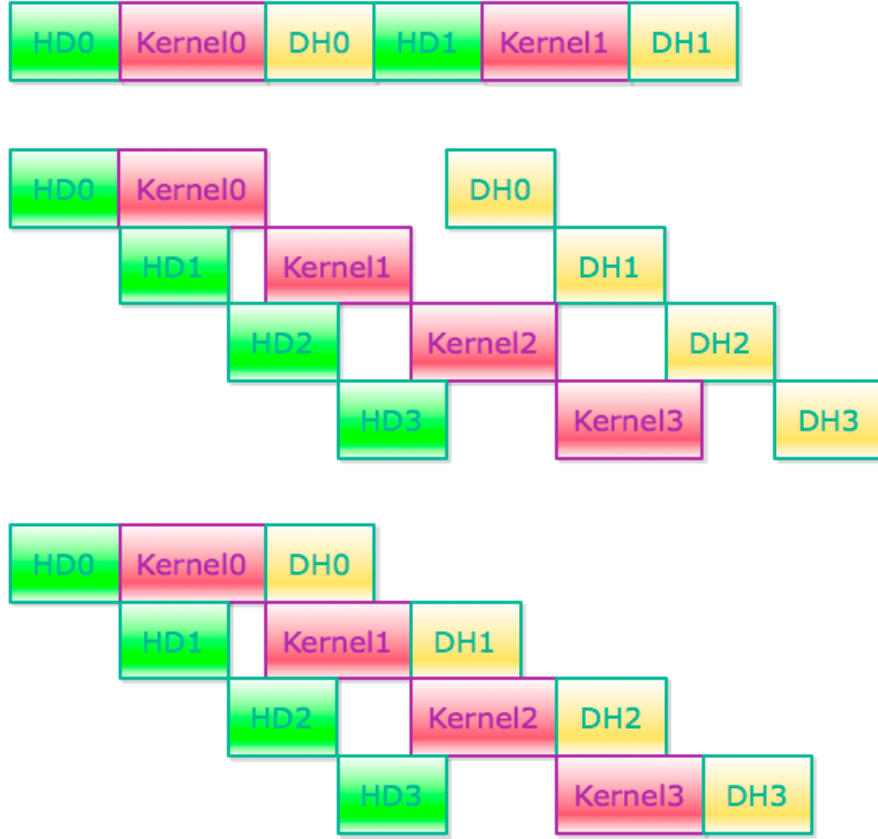 HD0 Kernel0 DH0 HD1 Kernel1 DH1
HD0 Kernel0 DH0
HD1 Kernel1 DH1
HD2 Kernel2 DH2
HD3 Kernel3 DH3
HD0 Kernel0 DH0
HD1 Kernel1 DH1
HD2 Kernel2 DH2
HD3 Kernel3 DH3